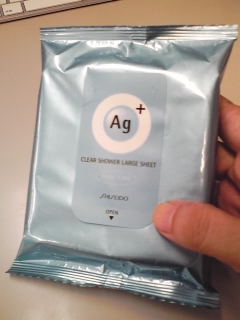 Ag+
CLEAR SHOWER LARGE SHEET
SHISEIDO
OPEN
▼